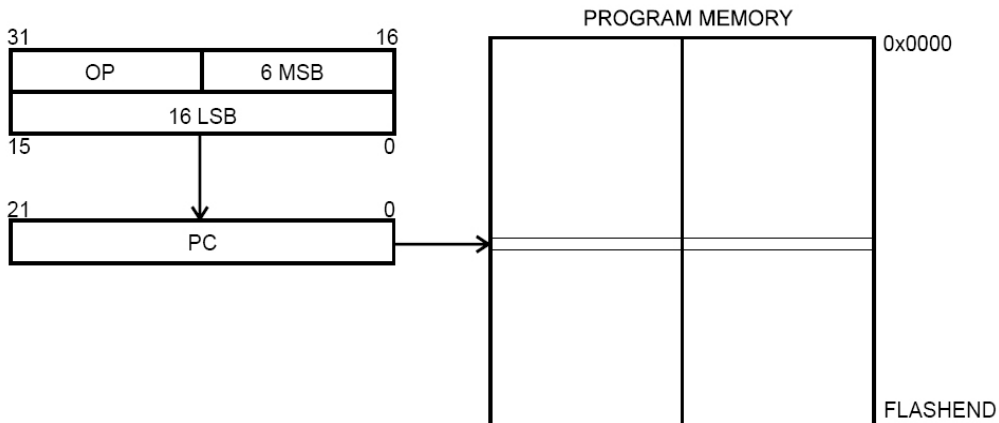 PROGRAM MEMORY
31 16
0x0000
OP 6 MSB
16 LSB
15 0
21 0
PC
FLASHEND